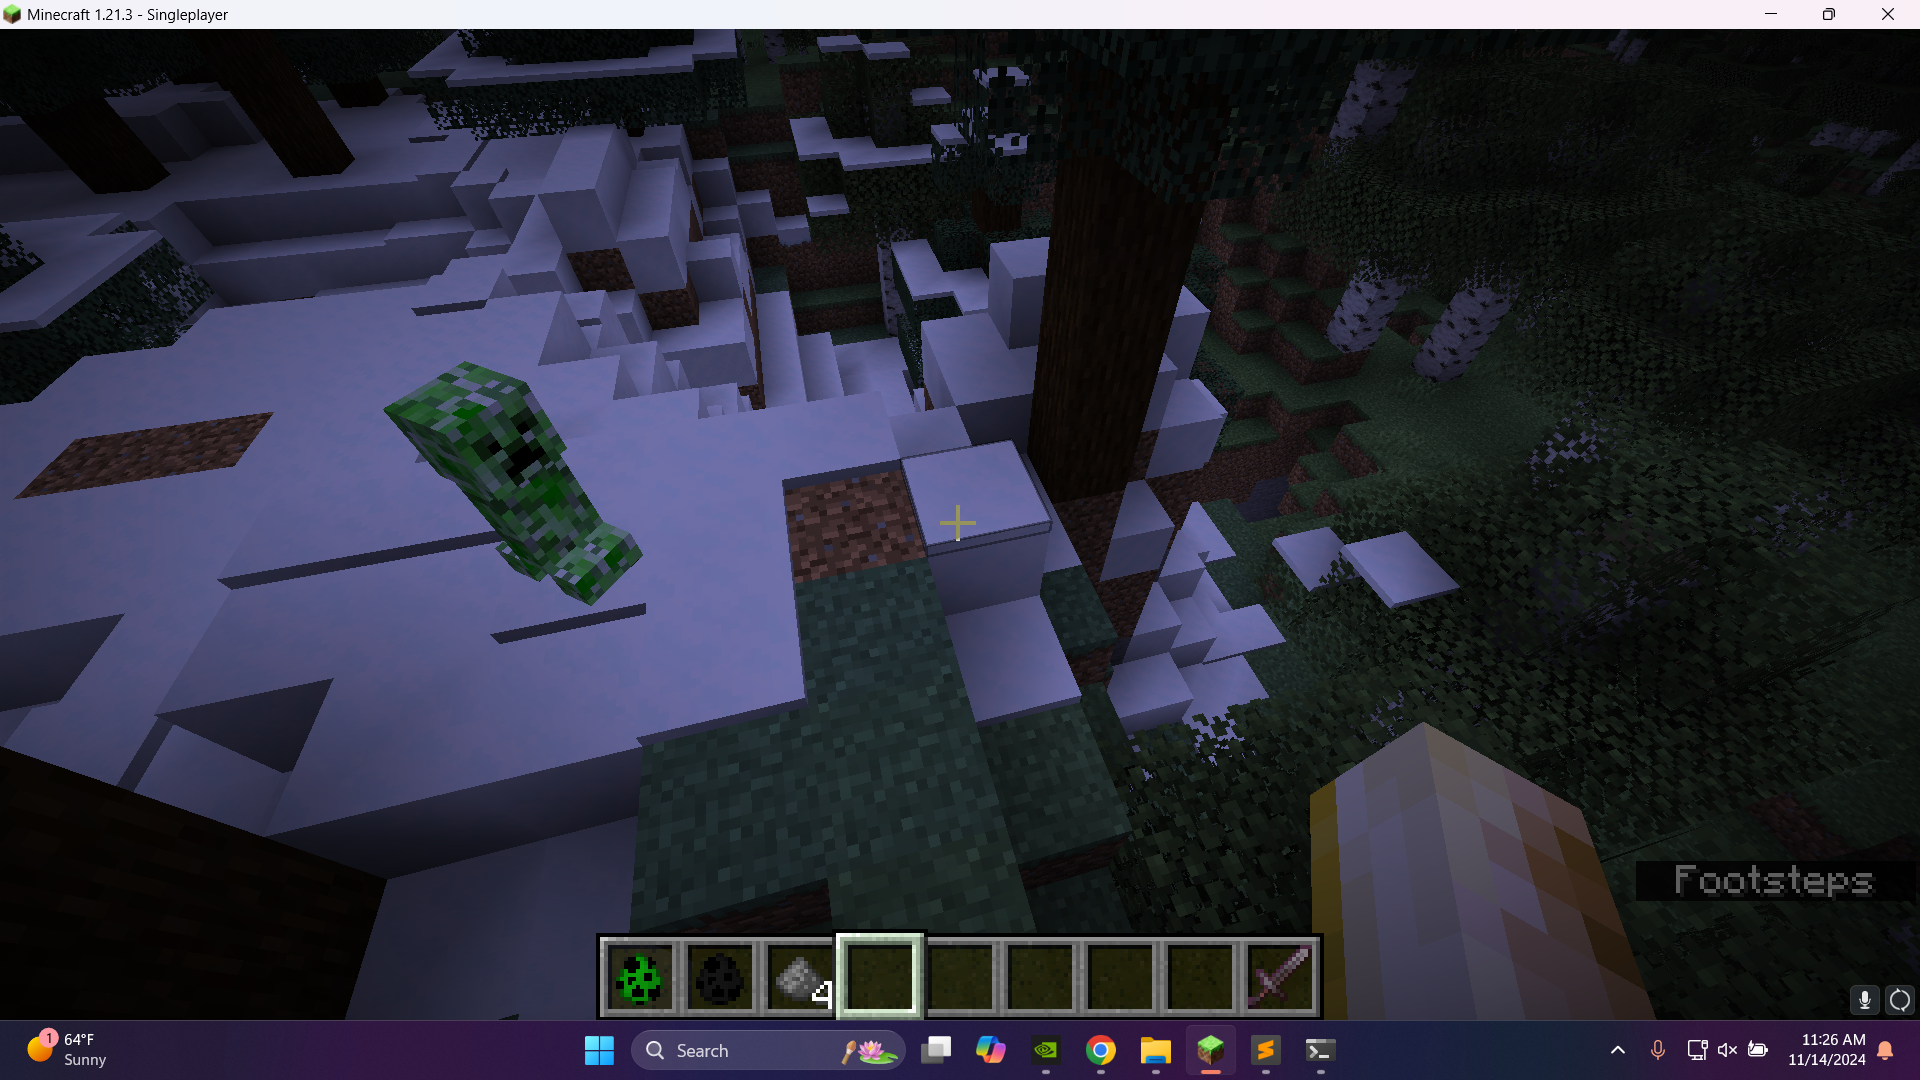 Minecraft 1.21.3 - Singleplayer
Footsteps
4
1
64°F
Sunny
Search
11:26 AM
11/14/2024